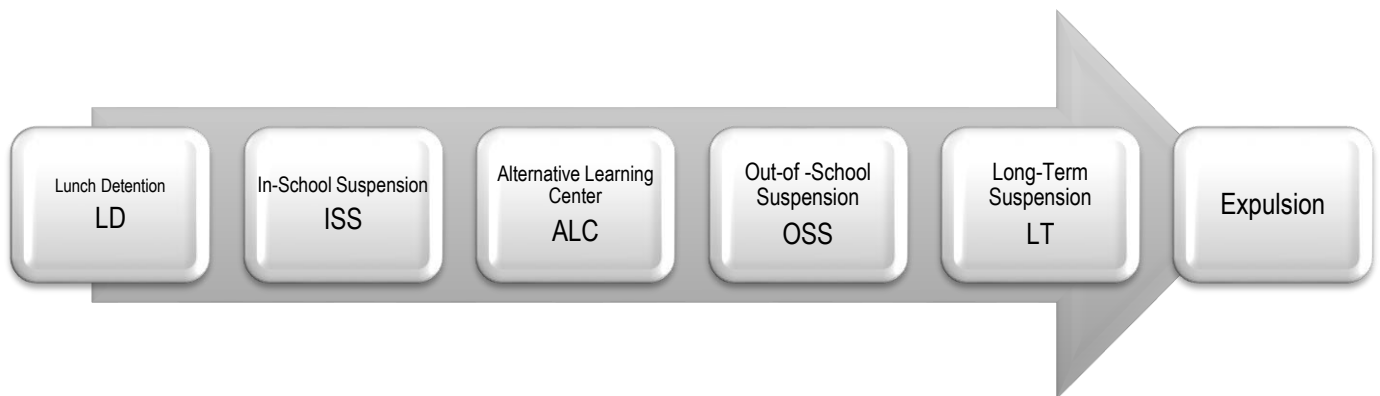 Lunch Detention
LD
In-School Suspension
ISS
Alternative Learning
Center
ALC
Out-of -School
Suspension
OSS
Long-Term
Suspension
LT
Expulsion